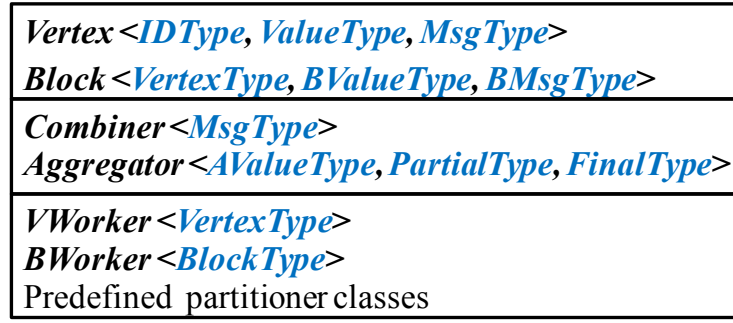 Vertex <IDType, ValueType, MsgType>
Block <VertexType, BValueType, BMsgType>
Combiner <MsgType>
Aggregator <AValueType, PartialType, FinalType>
VWorker <VertexType>
BWorker <BlockType>
Predefined partitioner classes